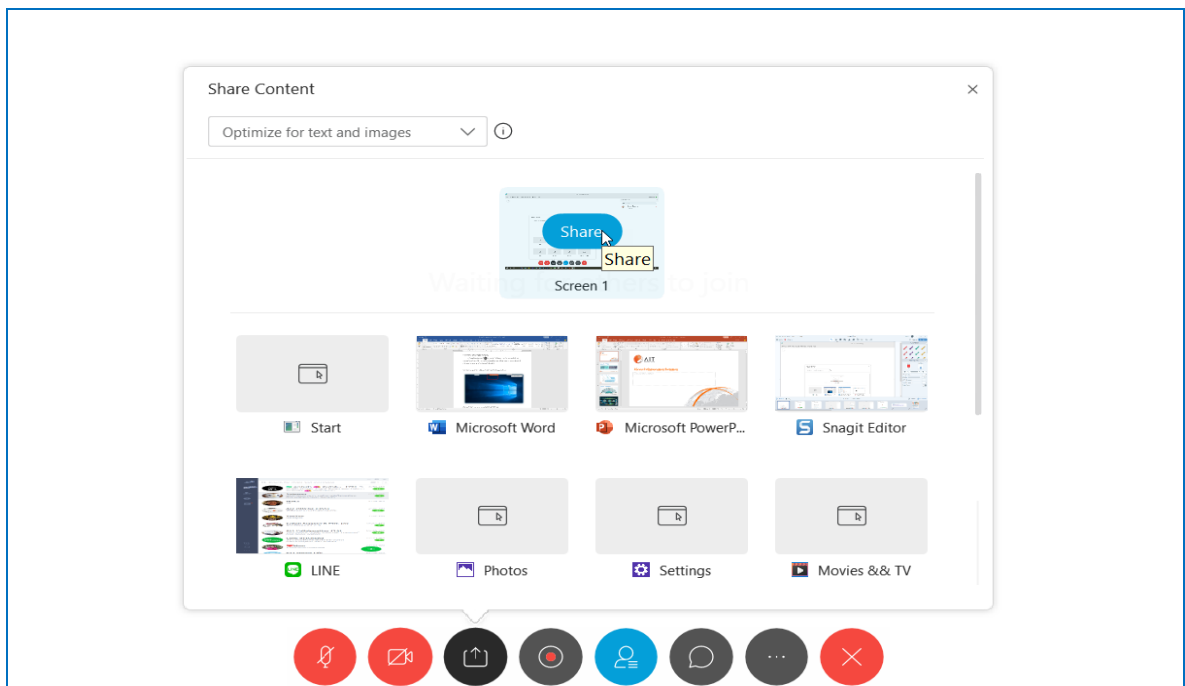 Share Content
Optimize for text and images
Share
Share
Screen 1
Start
Microsoft Word
Microsoft PowerP...
Snagit Editor
AIT
LINE
Photos
Settings
Movies && TV